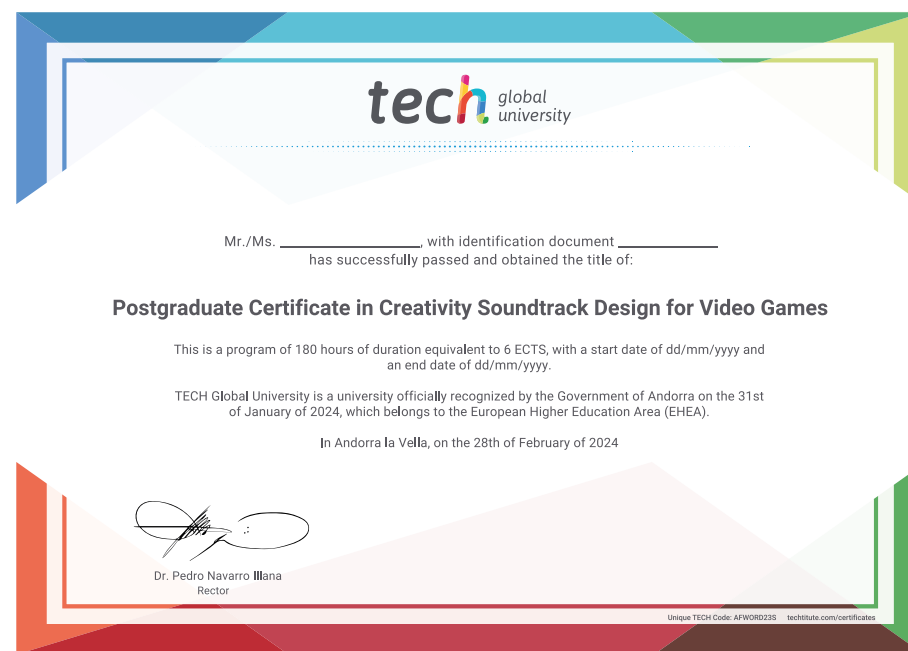 tech global university
Mr./Ms. ____________, with identification document ____________
has successfully passed and obtained the title of:
Postgraduate Certificate in Creativity Soundtrack Design for Video Games
This is a program of 180 hours of duration equivalent to 6 ECTS, with a start date of dd/mm/yyyy and
an end date of dd/mm/yyyy.
TECH Global University is a university officially recognized by the Government of Andorra on the 31st
of January of 2024, which belongs to the European Higher Education Area (EHEA).
In Andorra la Vella, on the 28th of February of 2024
Dr. Pedro Navarro Illana
Rector
Unique TECH Code: AFWORD23S techtitute.com/certificates